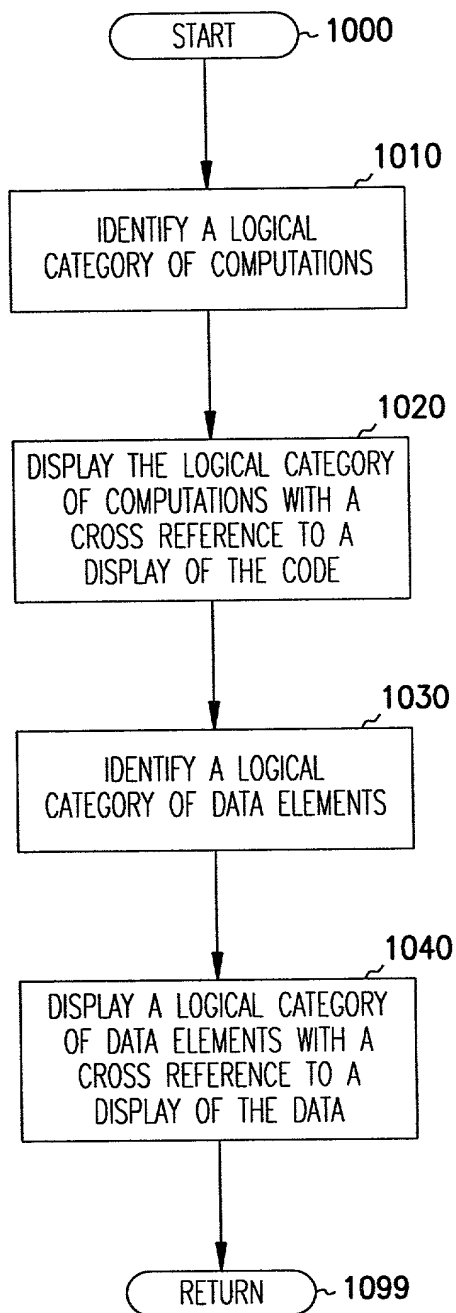 START
1000
1010
IDENTIFY A LOGICAL
CATEGORY OF COMPUTATIONS
1020
DISPLAY THE LOGICAL CATEGORY
OF COMPUTATIONS WITH A
CROSS REFERENCE TO A
DISPLAY OF THE CODE
1030
IDENTIFY A LOGICAL
CATEGORY OF DATA ELEMENTS
1040
DISPLAY A LOGICAL CATEGORY
OF DATA ELEMENTS WITH A
CROSS REFERENCE TO A
DISPLAY OF THE DATA
RETURN
1099